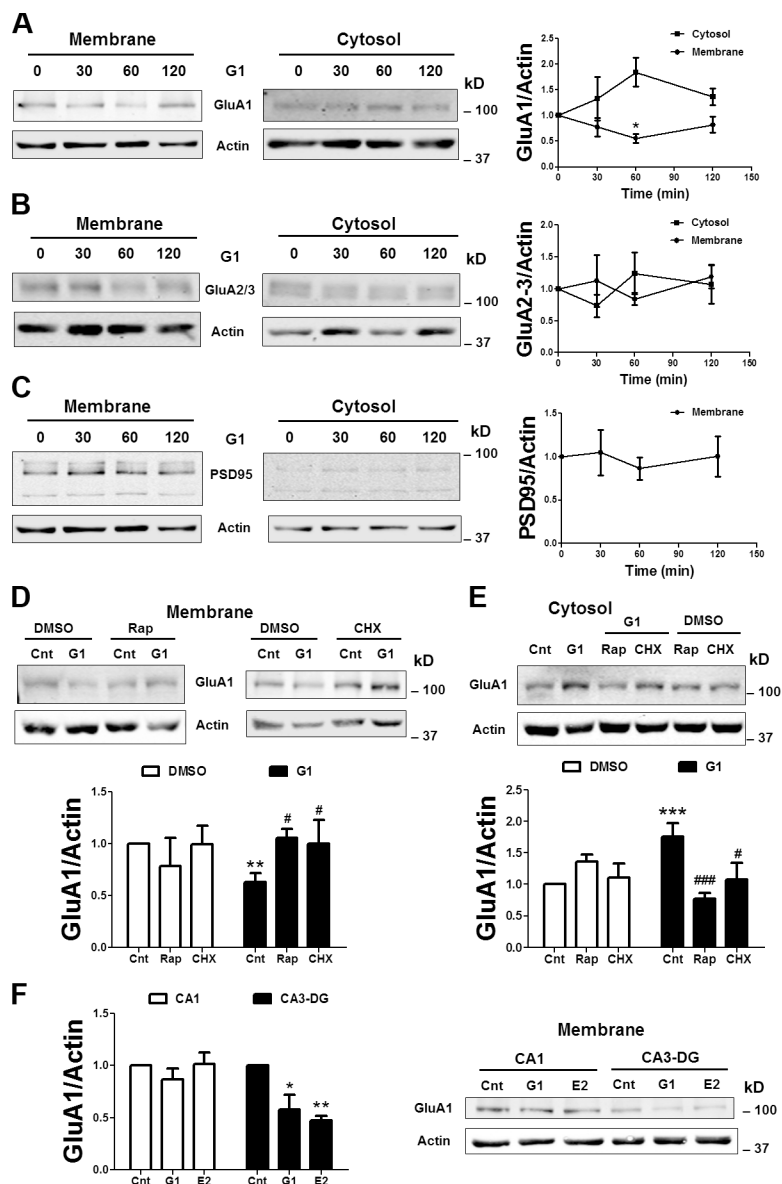 A
Membrane Cytosol
0 30 60 120 G1 0 30 60 120 kD
GluA1 – 100
Actin – 37
GluA1/Actin
2.5
2.0
1.5
1.0
0.5
0.0
Cytosol
Membrane
*
0 30 60 90 120 150
Time (min)
B
Membrane Cytosol
0 30 60 120 G1 0 30 60 120 kD
GluA2/3 – 100
Actin – 37
GluA2-3/Actin
2.0
1.5
1.0
0.5
0.0
Cytosol
Membrane
0 30 60 90 120 150
Time (min)
C
Membrane Cytosol
0 30 60 120 G1 0 30 60 120 kD
PSD95 – 100
Actin – 37
PSD95/Actin
1.5
1.0
0.5
0.0
Membrane
0 30 60 90 120 150
Time (min)
D
Membrane
DMSO Rap DMSO CHX
Cnt G1 Cnt G1 Cnt G1 Cnt G1 kD
GluA1 – 100
Actin – 37
DMSO G1
GluA1/Actin
1.5
1.0
0.5
0.0
** # #
Cnt Rap CHX Cnt Rap CHX
E
Cytosol
G1 DMSO
Cnt G1 Rap CHX Rap CHX kD
GluA1 – 100
Actin – 37
DMSO G1
GluA1/Actin
2.5
2.0
1.5
1.0
0.5
0.0
*** ### #
Cnt Rap CHX Cnt Rap CHX
F
CA1 CA3-DG
GluA1/Actin
1.5
1.0
0.5
0.0
* **
Cnt G1 E2 Cnt G1 E2
Membrane
CA1 CA3-DG
Cnt G1 E2 Cnt G1 E2 kD
GluA1 – 100
Actin – 37